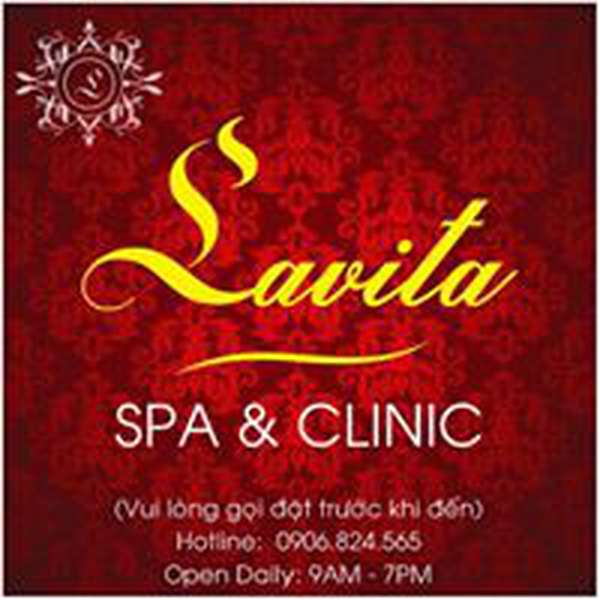 L
Lavita
SPA & CLINIC
(Vui lòng gọi đặt trước khi đến)
Hotline: 0906.824.565
Open Daily: 9AM - 7PM